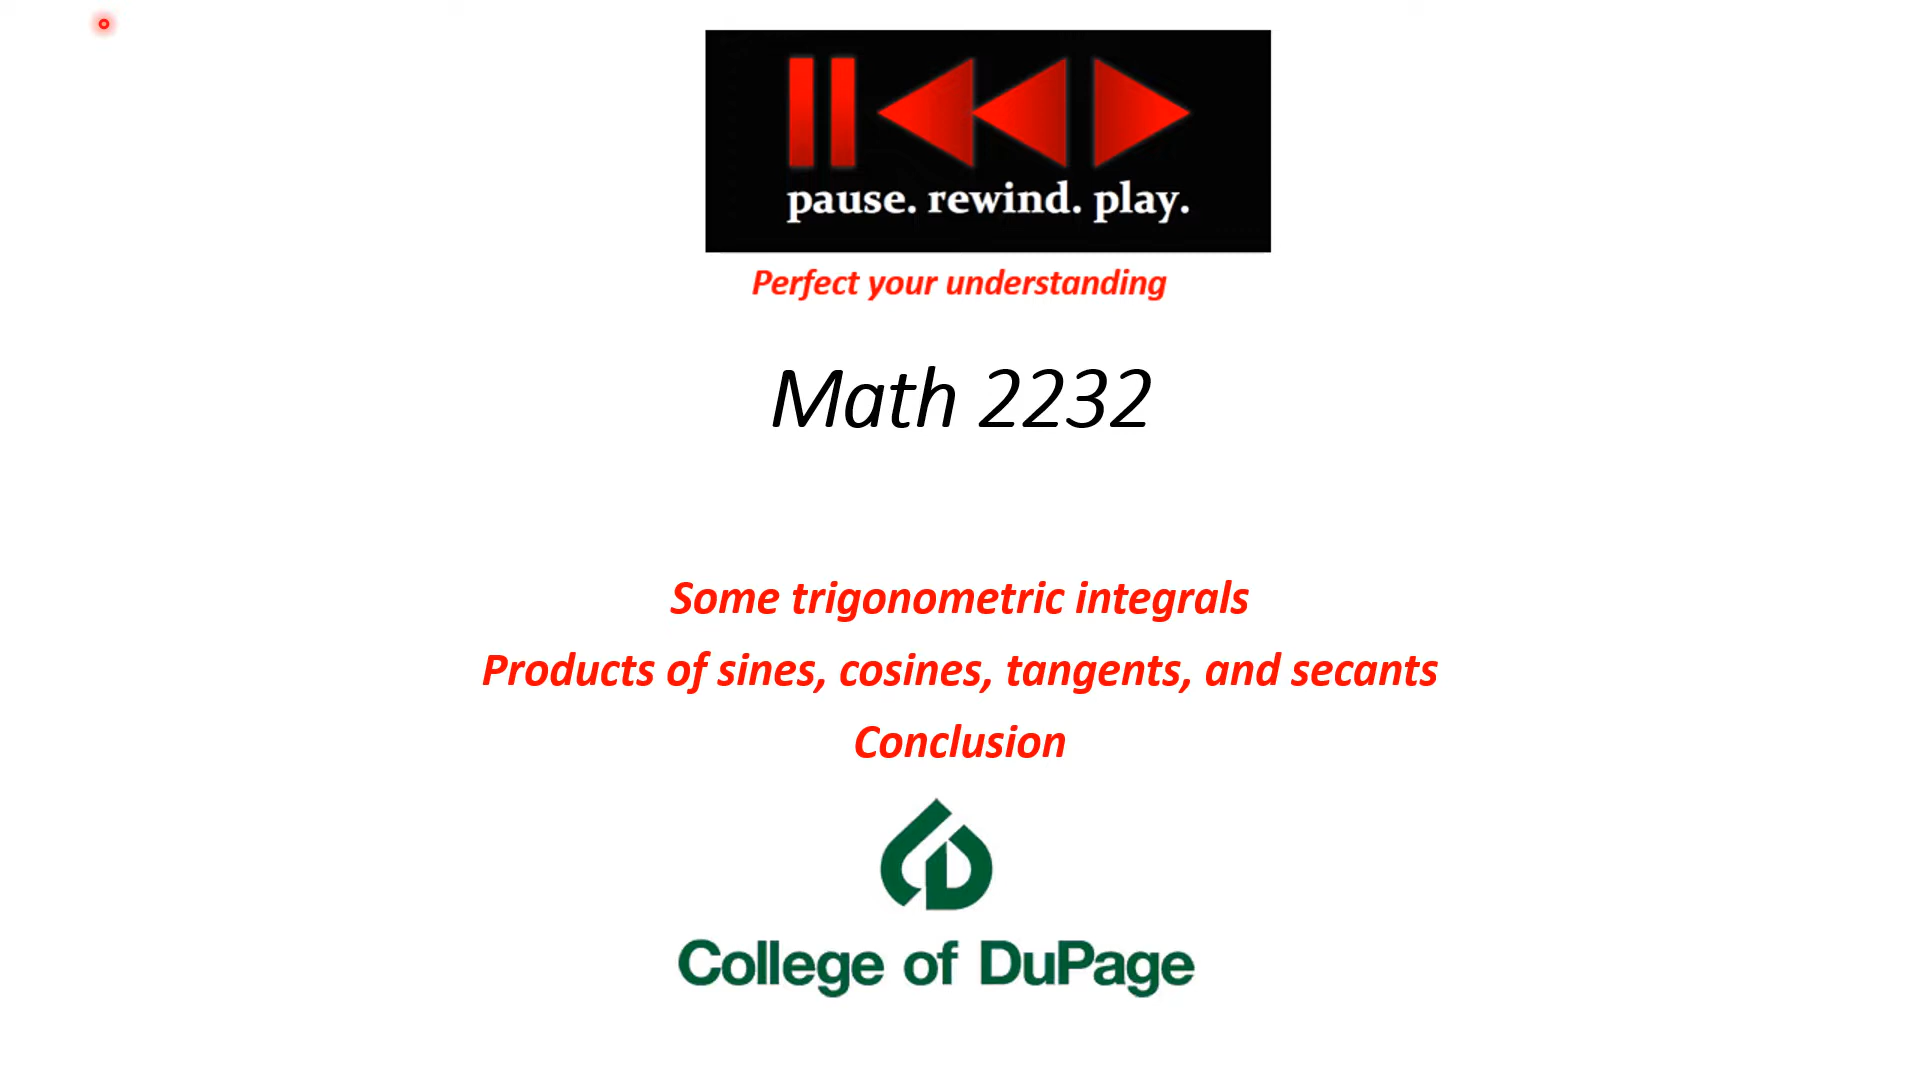 pause. rewind. play.
Perfect your understanding
Math 2232
Some trigonometric integrals
Products of sines, cosines, tangents, and secants
Conclusion
College of DuPage